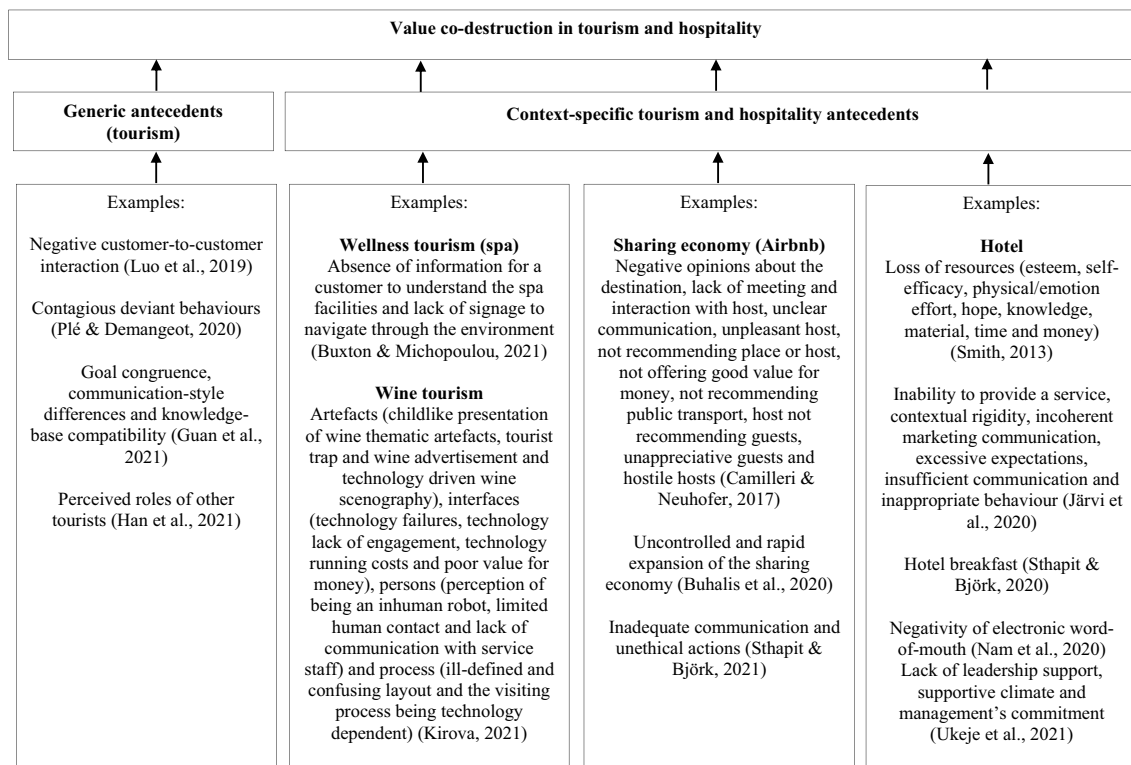 Value co-destruction in tourism and hospitality
Generic antecedents
(tourism)
Context-specific tourism and hospitality antecedents
Examples:
Negative customer-to-customer
interaction (Luo et al., 2019)
Contagious deviant behaviours
(Plé & Demangeot, 2020)
Goal congruence,
communication-style
differences and knowledge-
base compatibility (Guan et al.,
2021)
Perceived roles of other
tourists (Han et al., 2021)
Examples:
Wellness tourism (spa)
Absence of information for a
customer to understand the spa
facilities and lack of signage to
navigate through the environment
(Buxton & Michopoulou, 2021)
Wine tourism
Artefacts (childlike presentation
of wine thematic artefacts, tourist
trap and wine advertisement and
technology driven wine
scenography), interfaces
(technology failures, technology
lack of engagement, technology
running costs and poor value for
money), persons (perception of
being an inhuman robot, limited
human contact and lack of
communication with service
staff) and process (ill-defined and
confusing layout and the visiting
process being technology
dependent) (Kirova, 2021)
Examples:
Sharing economy (Airbnb)
Negative opinions about the
destination, lack of meeting and
interaction with host, unclear
communication, unpleasant host,
not recommending place or host,
not offering good value for
money, not recommending
public transport, host not
recommending guests,
unappreciative guests and
hostile hosts (Camilleri &
Neuhofer, 2017)
Uncontrolled and rapid
expansion of the sharing
economy (Buhalis et al., 2020)
Inadequate communication and
unethical actions (Sthapit &
Björk, 2021)
Examples:
Hotel
Loss of resources (esteem, self-
efficacy, physical/emotion
effort, hope, knowledge,
material, time and money)
(Smith, 2013)
Inability to provide a service,
contextual rigidity, incoherent
marketing communication,
excessive expectations,
insufficient communication and
inappropriate behaviour (Järvi et
al., 2020)
Hotel breakfast (Sthapit &
Björk, 2020)
Negativity of electronic word-
of-mouth (Nam et al., 2020)
Lack of leadership support,
supportive climate and
management's commitment
(Ukeje et al., 2021)